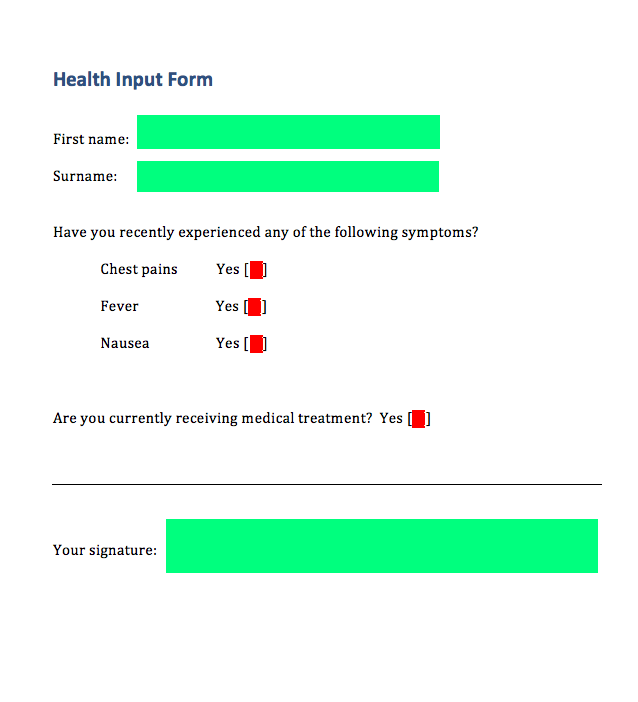 Health Input Form
First name:
Surname:
Have you recently experienced any of the following symptoms?
Chest pains Yes [ ]
Fever Yes [ ]
Nausea Yes [ ]
Are you currently receiving medical treatment? Yes [ ]
Your signature: